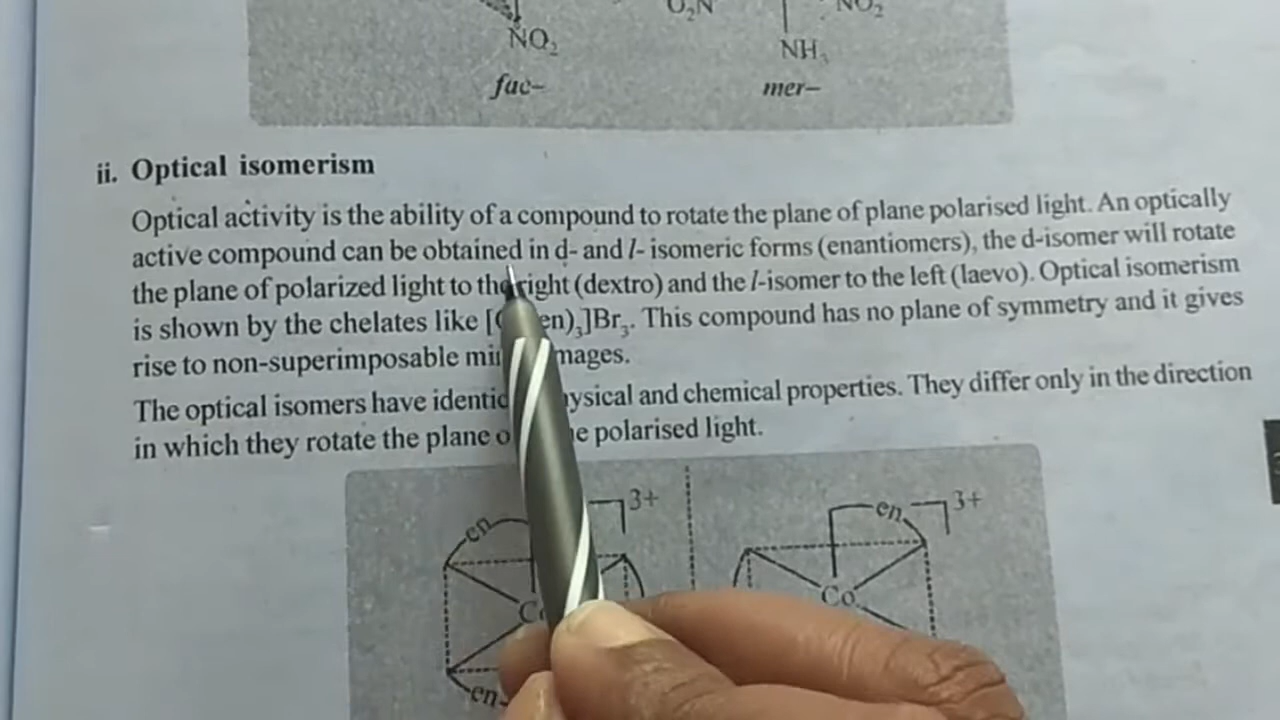 NO₂
O₂N
NO₂
NH₃
fac–
mer–
ii. Optical isomerism
Optical activity is the ability of a compound to rotate the plane of plane polarised light. An optically
active compound can be obtained in d- and l- isomeric forms (enantiomers), the d-isomer will rotate
the plane of polarized light to the right (dextro) and the l-isomer to the left (laevo). Optical isomerism
is shown by the chelates like [ en)₃]Br₃. This compound has no plane of symmetry and it gives
rise to non-superimposable images.
The optical isomers have and chemical properties. They differ only in the direction
in which they rotate the plane polarised light.
en 3+
en 3+
Co
en